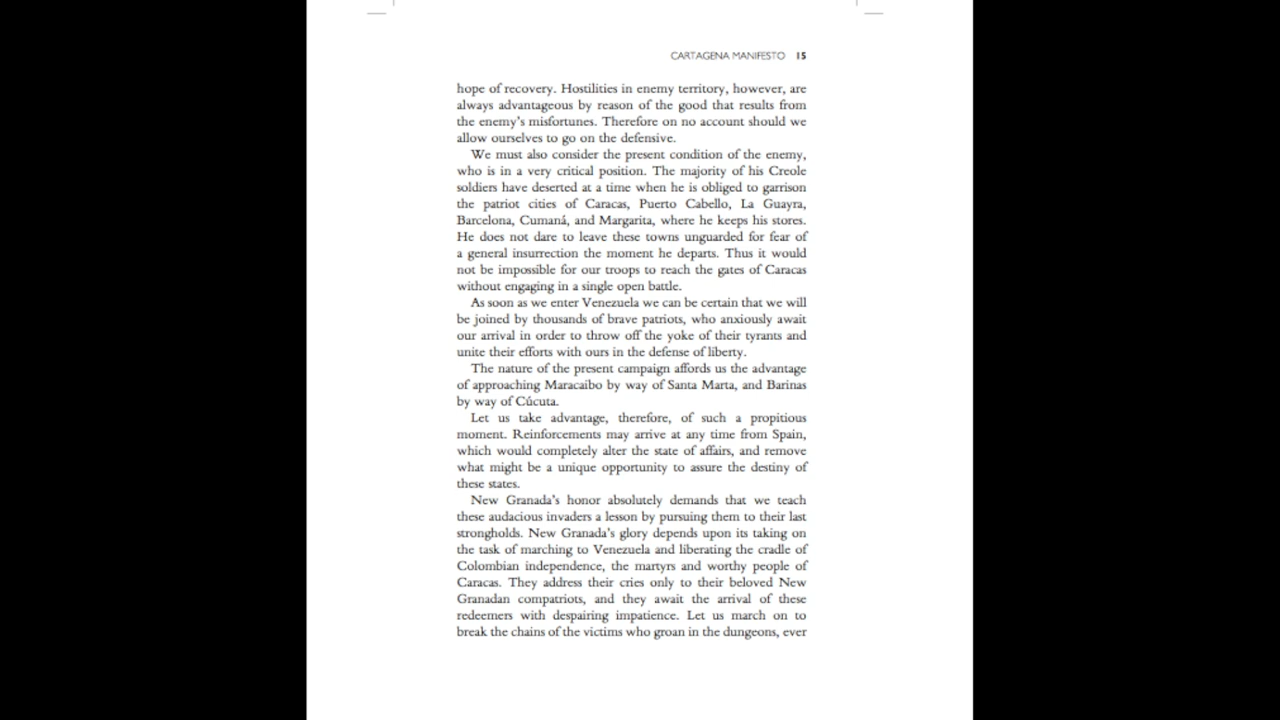 CARTAGENA MANIFESTO 15
hope of recovery. Hostilities in enemy territory, however, are
always advantageous by reason of the good that results from
the enemy's misfortunes. Therefore on no account should we
allow ourselves to go on the defensive.
We must also consider the present condition of the enemy,
who is in a very critical position. The majority of his Creole
soldiers have deserted at a time when he is obliged to garrison
the patriot cities of Caracas, Puerto Cabello, La Guayra,
Barcelona, Cumaná, and Margarita, where he keeps his stores.
He does not dare to leave these towns unguarded for fear of
a general insurrection the moment he departs. Thus it would
not be impossible for our troops to reach the gates of Caracas
without engaging in a single open battle.
As soon as we enter Venezuela we can be certain that we will
be joined by thousands of brave patriots, who anxiously await
our arrival in order to throw off the yoke of their tyrants and
unite their efforts with ours in the defense of liberty.
The nature of the present campaign affords us the advantage
of approaching Maracaibo by way of Santa Marta, and Barinas
by way of Cúcuta.
Let us take advantage, therefore, of such a propitious
moment. Reinforcements may arrive at any time from Spain,
which would completely alter the state of affairs, and remove
what might be a unique opportunity to assure the destiny of
these states.
New Granada's honor absolutely demands that we teach
these audacious invaders a lesson by pursuing them to their last
strongholds. New Granada's glory depends upon its taking on
the task of marching to Venezuela and liberating the cradle of
Colombian independence, the martyrs and worthy people of
Caracas. They address their cries only to their beloved New
Granadan compatriots, and they await the arrival of these
redeemers with despairing impatience. Let us march on to
break the chains of the victims who groan in the dungeons, ever